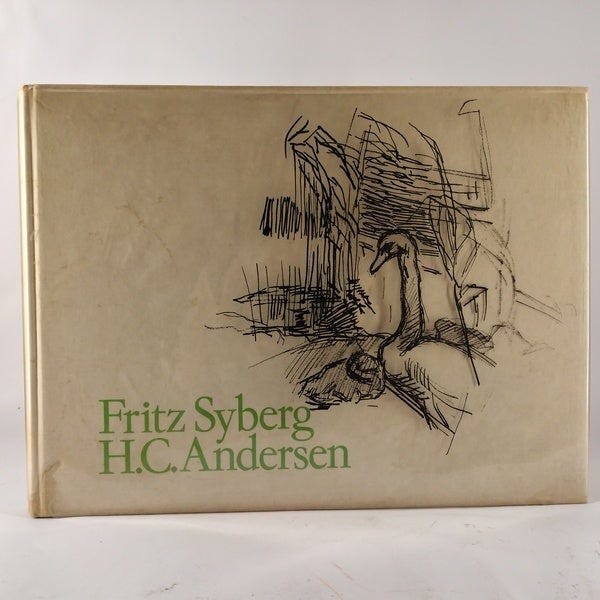 Fritz Syberg
H.C. Andersen